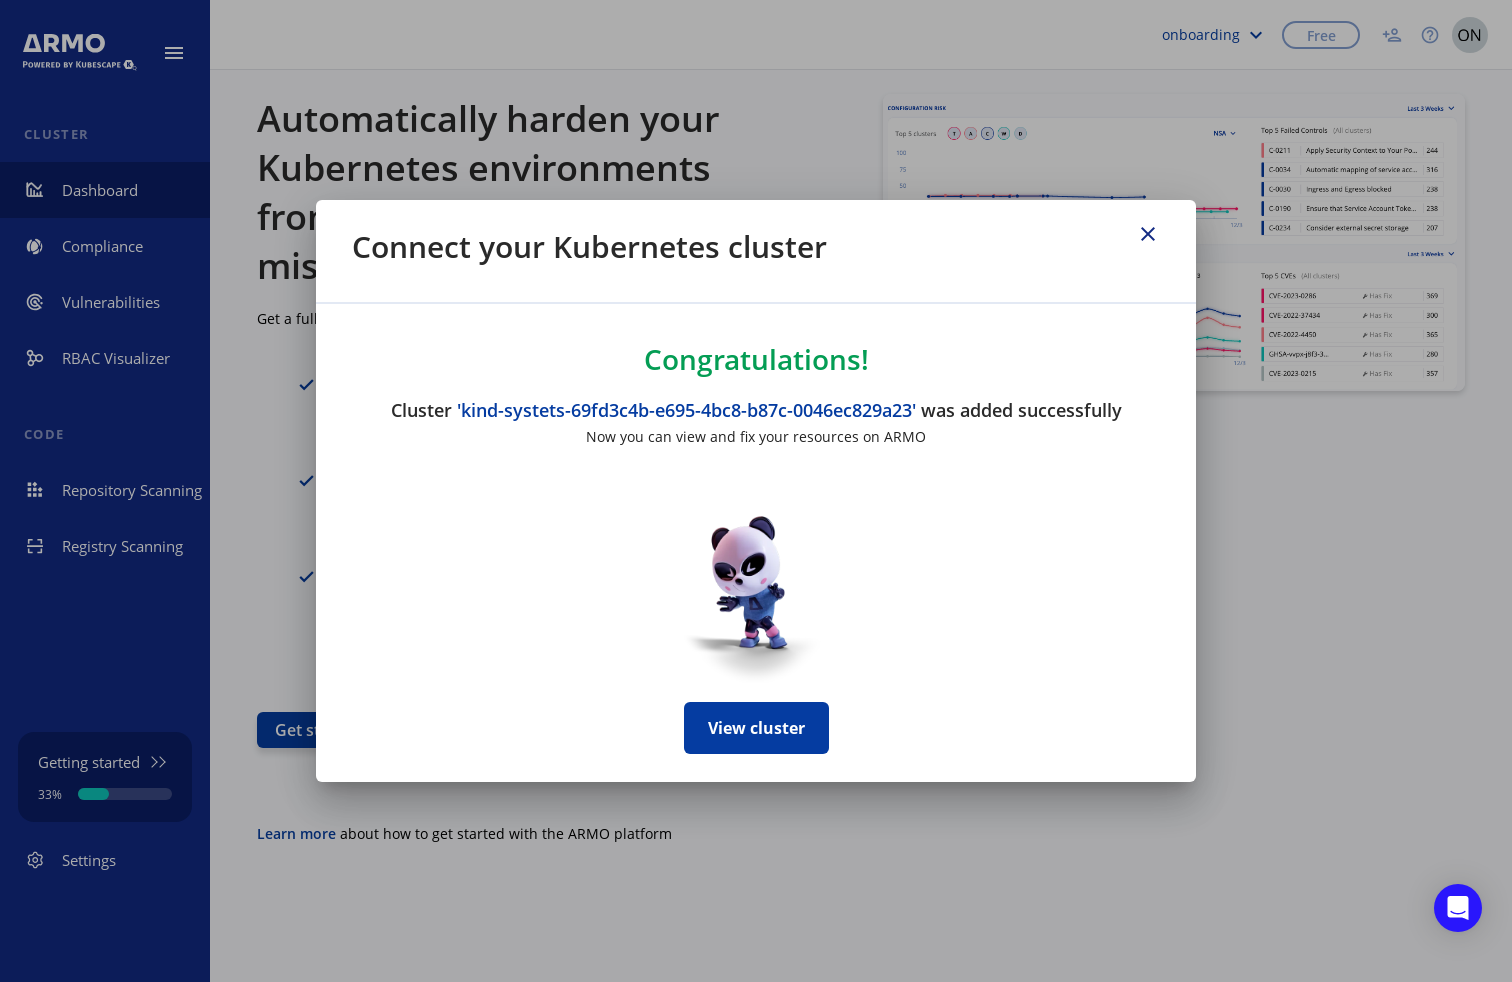 ARMO
POWERED BY KUBESCAPE
onboarding
Free
ON
CLUSTER
Dashboard
Compliance
Vulnerabilities
RBAC Visualizer
CODE
Repository Scanning
Registry Scanning
Getting started
33%
Settings
Automatically harden your
Kubernetes environments
Get a full
Get st
Learn more about how to get started with the ARMO platform
CONFIGURATION RISK
Last 3 Weeks
Top 5 clusters
T A C W D
NSA
100
75
50
12/3
Top 5 Failed Controls (All clusters)
C-0211 Apply Security Context to Your Po... 244
C-0034 Automatic mapping of service acc... 316
C-0030 Ingress and Egress blocked 238
C-0190 Ensure that Service Account Toke... 238
C-0234 Consider external secret storage 207
Last 3 Weeks
Top 5 CVEs (All clusters)
CVE-2023-0286 Has Fix 369
CVE-2022-37434 Has Fix 300
CVE-2022-4450 Has Fix 365
GHSA-vvpx-j8f3-3... Has Fix 280
CVE-2023-0215 Has Fix 357
12/3
Connect your Kubernetes cluster
Congratulations!
Cluster 'kind-systets-69fd3c4b-e695-4bc8-b87c-0046ec829a23' was added successfully
Now you can view and fix your resources on ARMO
View cluster